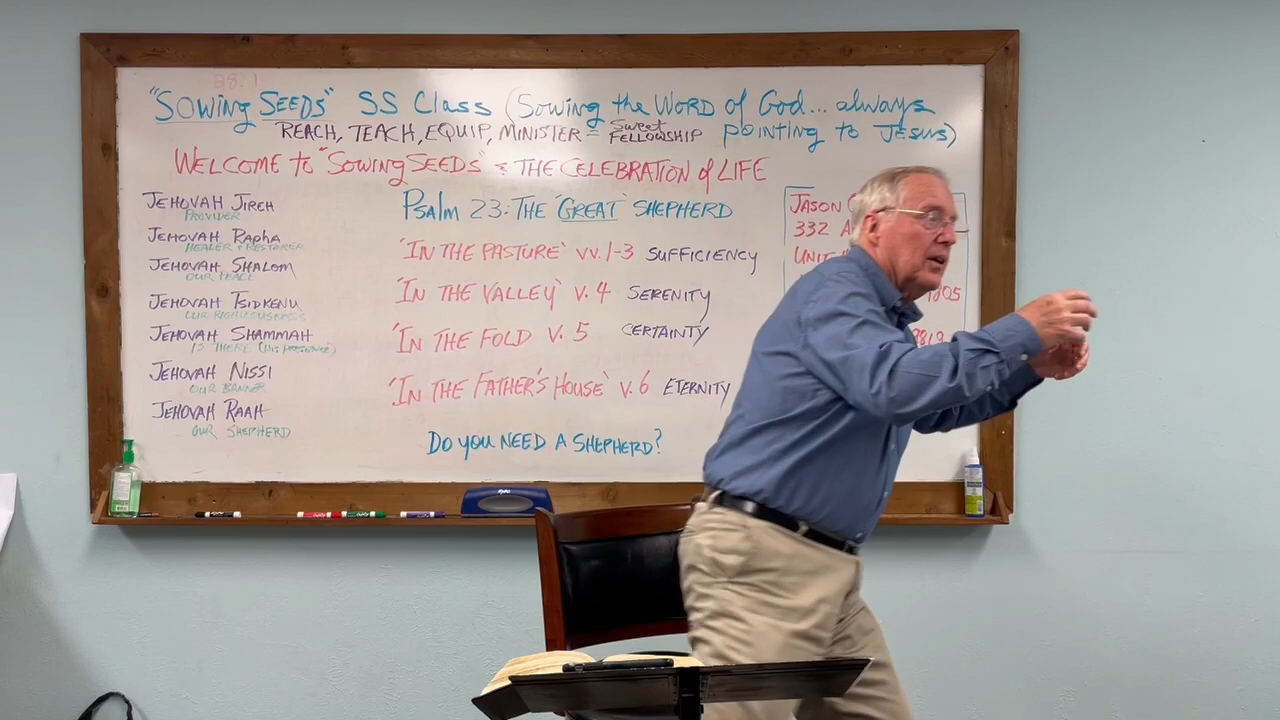 28:1
"SOWING SEEDS" SS CLASS (SOWING THE WORD OF GOD... always
pointing to JESUS)
REACH, TEACH, EQUIP, MINISTER = Sweet FELLOWSHIP
WELCOME TO "SOWING SEEDS" & THE CELEBRATION of LIFE
JEHOVAH JIREH
PROVIDER
JEHOVAH RAPHA
HEALER & RESTORER
JEHOVAH SHALOM
OUR PEACE
JEHOVAH TSIDKENU
OUR RIGHTEOUSNESS
JEHOVAH SHAMMAH
IS THERE (HIS PRESENCE)
JEHOVAH NISSI
OUR BANNER
JEHOVAH RAAH
OUR SHEPHERD
PSALM 23: THE 'GREAT' SHEPHERD
'IN THE PASTURE' vv. 1-3 SUFFICIENCY
'IN THE VALLEY' v. 4 SERENITY
'IN THE FOLD v. 5 CERTAINTY
'IN THE FATHER'S HOUSE' v. 6 ETERNITY
DO YOU NEED A SHEPHERD?
JASON
332
UNIT